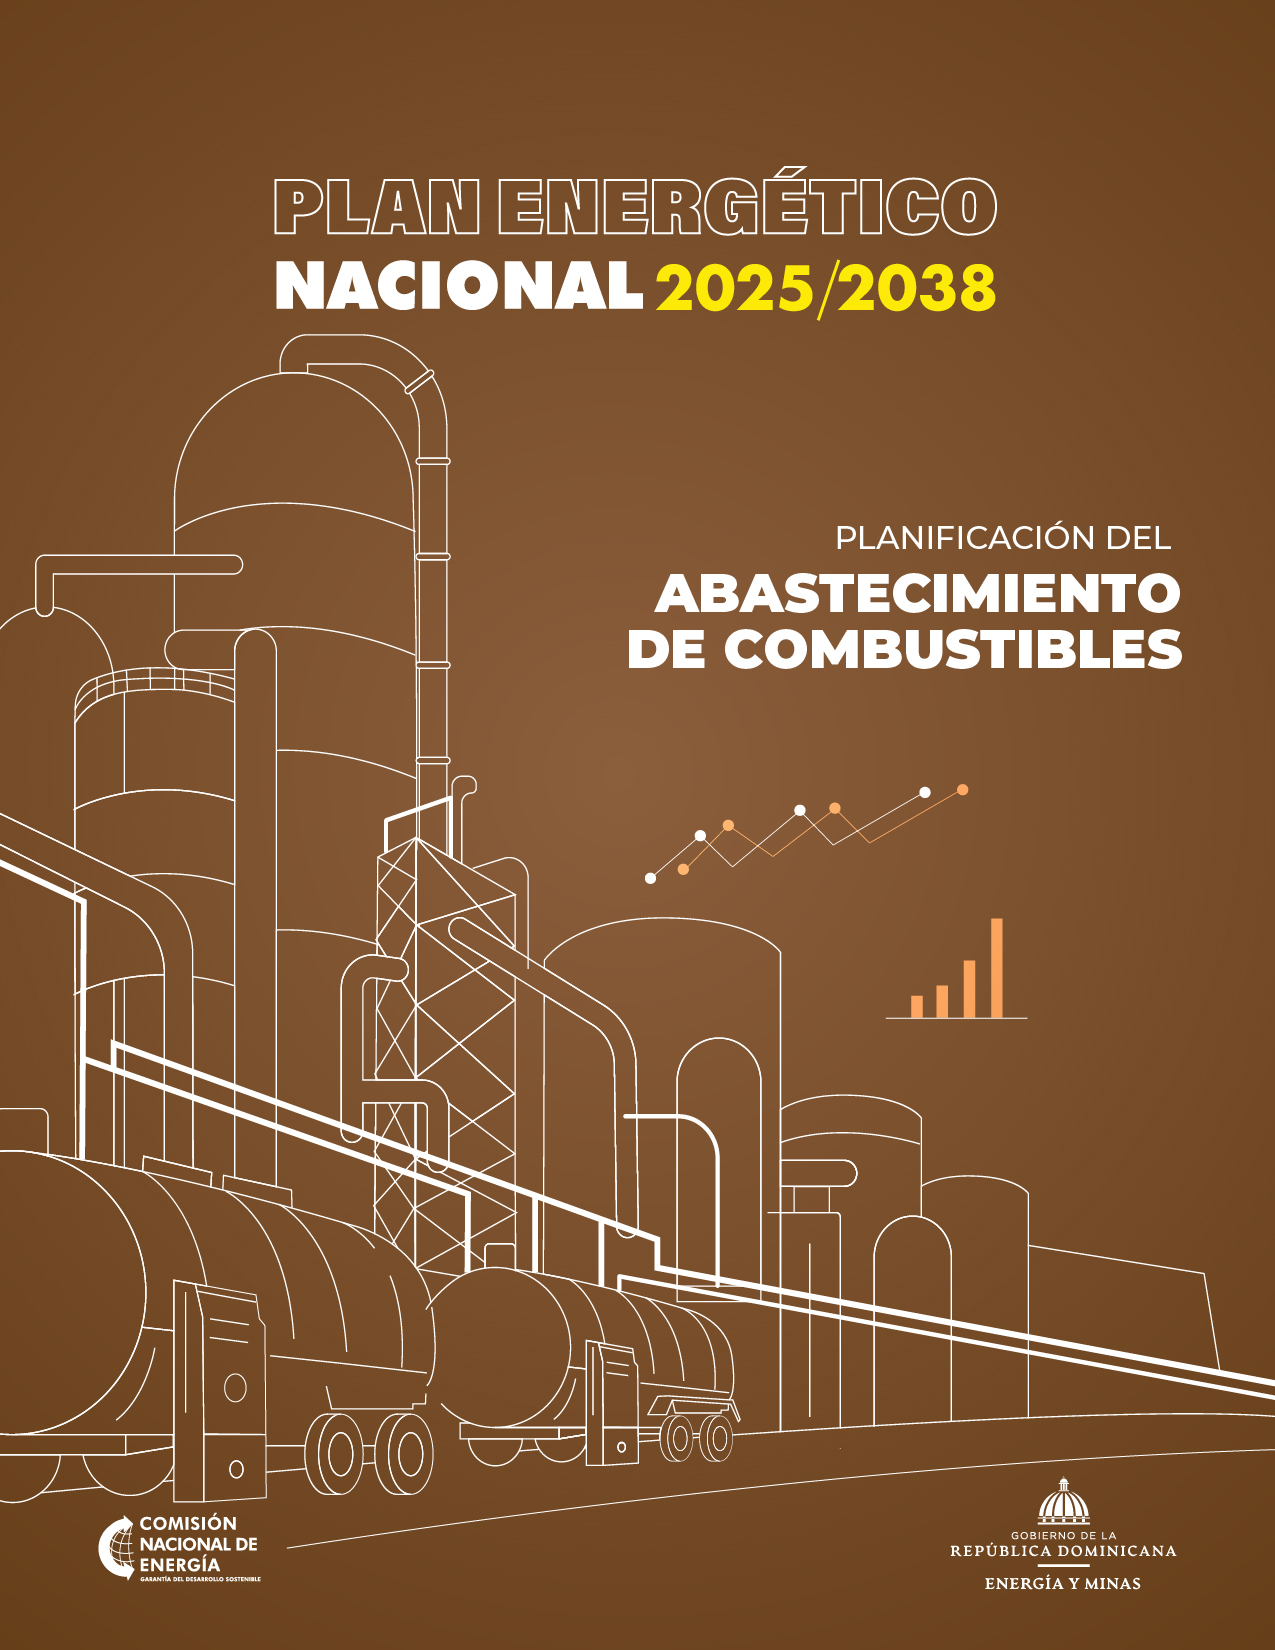 PLAN ENERGÉTICO
NACIONAL 2025/2038
PLANIFICACIÓN DEL
ABASTECIMIENTO
DE COMBUSTIBLES
COMISIÓN
NACIONAL DE
ENERGÍA
GARANTÍA DEL DESARROLLO SOSTENIBLE
GOBIERNO DE LA
REPÚBLICA DOMINICANA
ENERGÍA Y MINAS